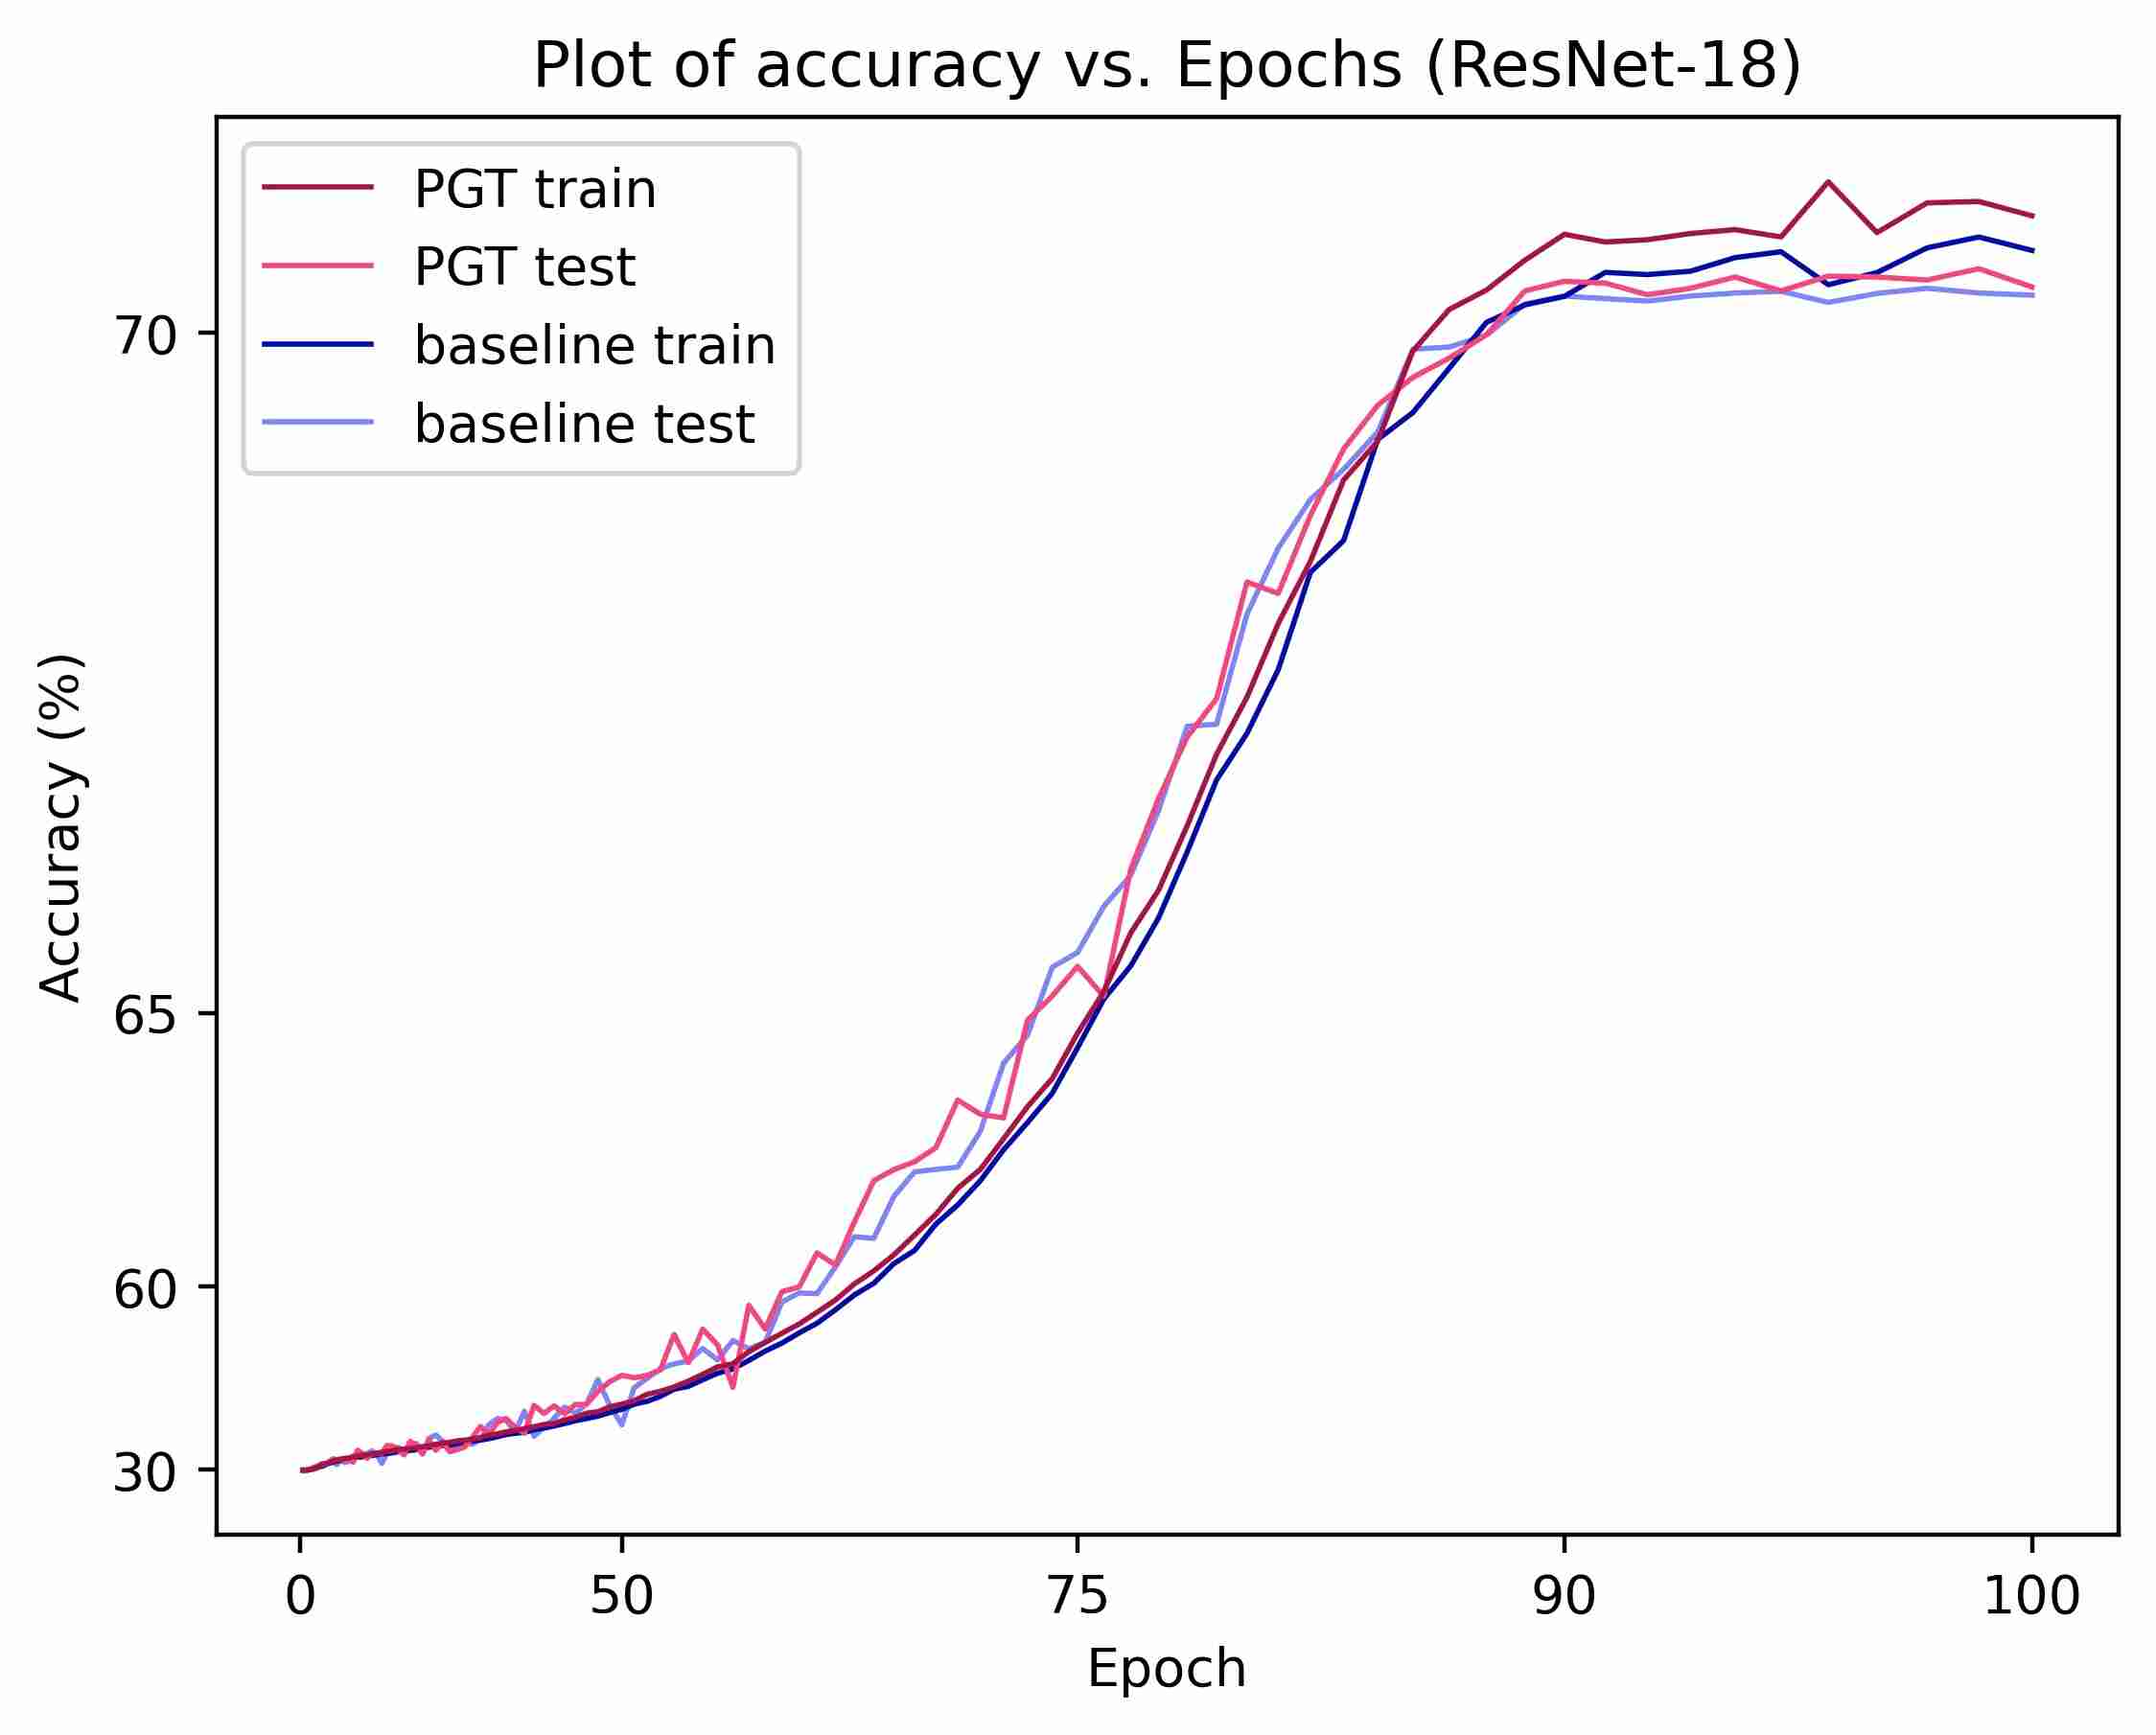 Plot of accuracy vs. Epochs (ResNet-18)
PGT train
PGT test
baseline train
baseline test
Accuracy (%)
70
65
60
30
0 50 75 90 100
Epoch